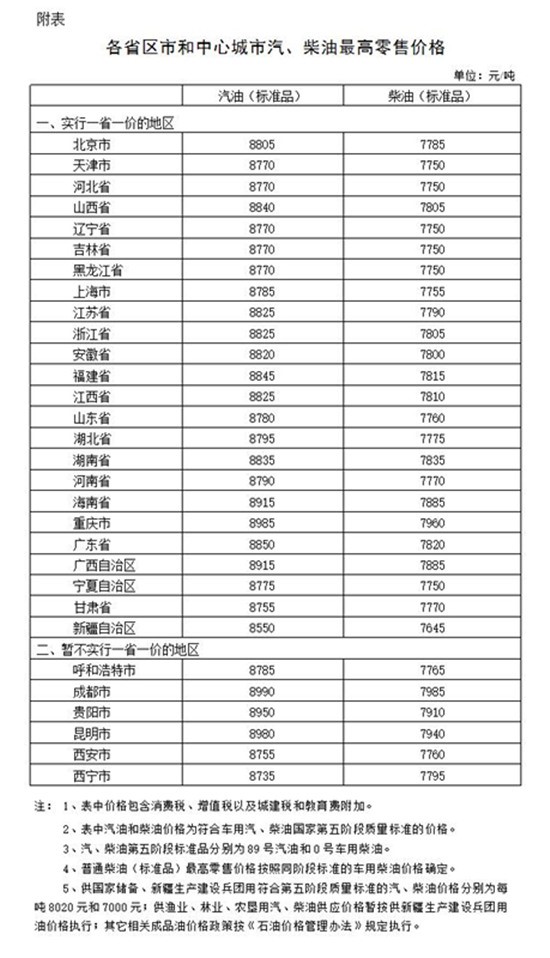 附表
各省区市和中心城市汽、柴油最高零售价格
单位：元/吨
汽油（标准品） 柴油（标准品）
一、实行一省一价的地区
北京市 8805 7785
天津市 8770 7750
河北省 8770 7750
山西省 8840 7805
辽宁省 8770 7750
吉林省 8770 7750
黑龙江省 8770 7750
上海市 8785 7755
江苏省 8825 7790
浙江省 8825 7805
安徽省 8820 7800
福建省 8845 7815
江西省 8825 7810
山东省 8780 7760
湖北省 8795 7775
湖南省 8835 7835
河南省 8790 7770
海南省 8915 7885
重庆市 8985 7960
广东省 8850 7820
广西自治区 8915 7885
宁夏自治区 8775 7750
甘肃省 8755 7770
新疆自治区 8550 7645
二、暂不实行一省一价的地区
呼和浩特市 8785 7765
成都市 8990 7985
贵阳市 8950 7910
昆明市 8980 7940
西安市 8755 7760
西宁市 8735 7795
注： 1、表中价格包含消费税、增值税以及城建税和教育费附加。
2、表中汽油和柴油价格为符合车用汽、柴油国家第五阶段质量标准的价格。
3、汽、柴油第五阶段标准品分别为89号汽油和0号车用柴油。
4、普通柴油（标准品）最高零售价格按照同阶段标准的车用柴油价格确定。
5、供国家储备、新疆生产建设兵团用符合第五阶段质量标准的汽、柴油价格分别为每
吨8020元和7000元；供渔业、林业、农垦用汽、柴油供应价格暂按供新疆生产建设兵团用
油价格执行；其它相关成品油价格政策按《石油价格管理办法》规定执行。